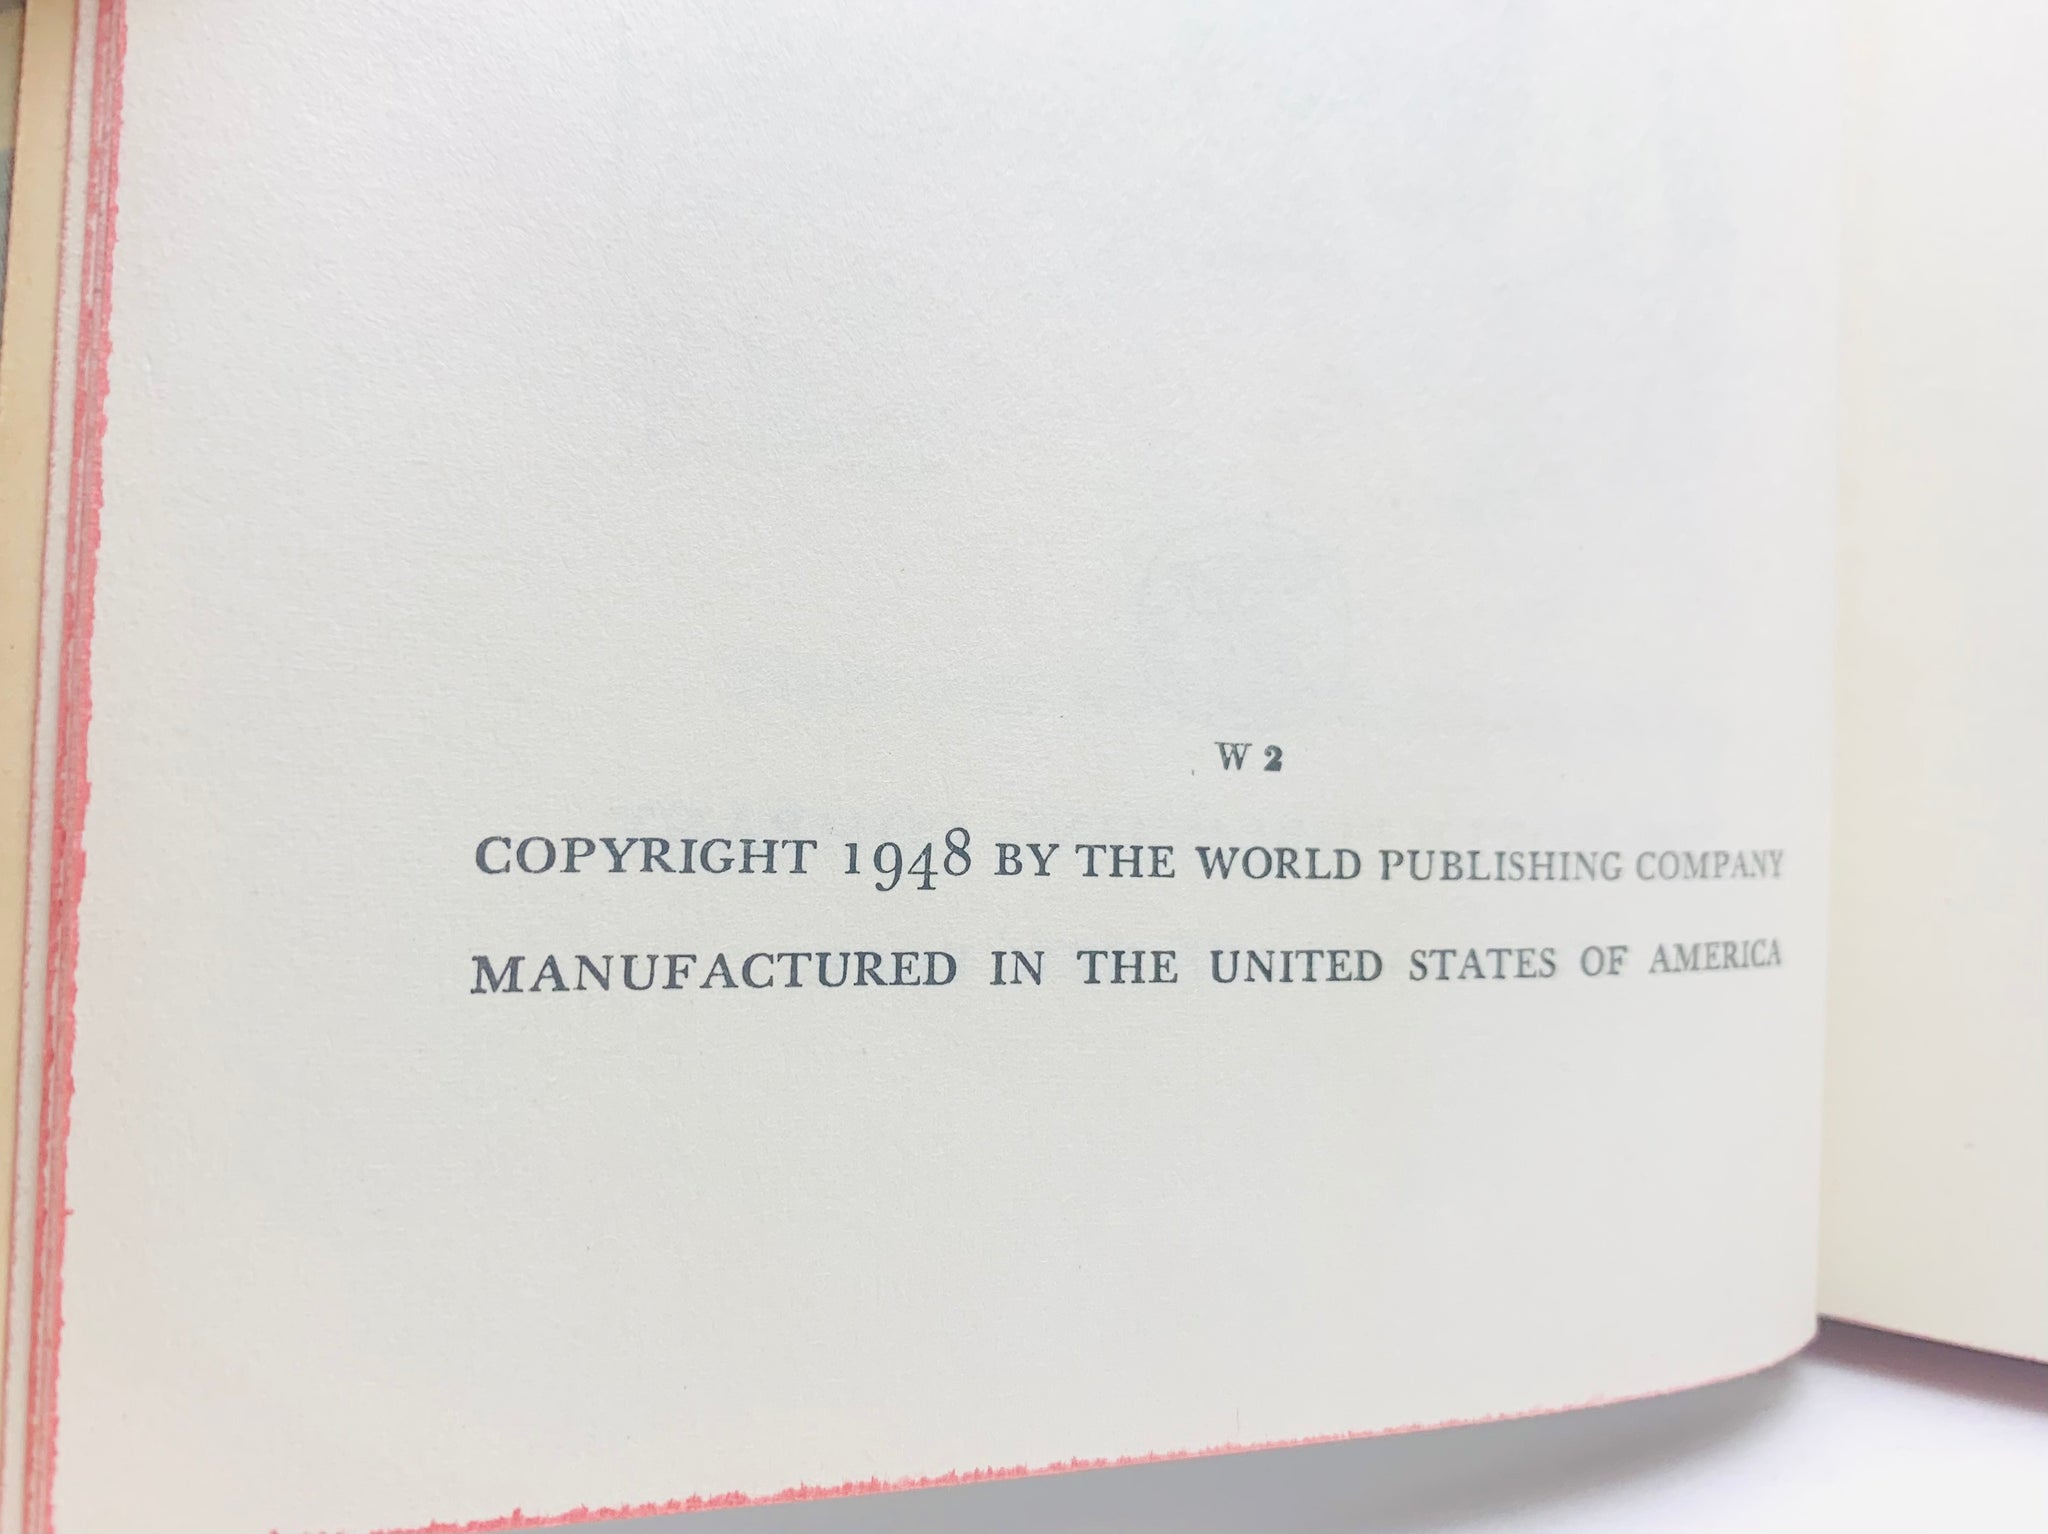 W 2
COPYRIGHT 1948 BY THE WORLD PUBLISHING COMPANY
MANUFACTURED IN THE UNITED STATES OF AMERICA